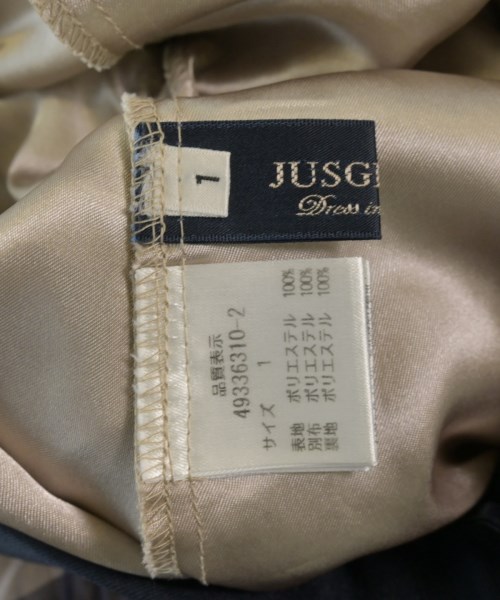 1
JUSGL
Dress in
品質表示
49336310-2
サイズ 1
表地 ポリエステル 100%
別布 ポリエステル 100%
裏地 ポリエステル 100%